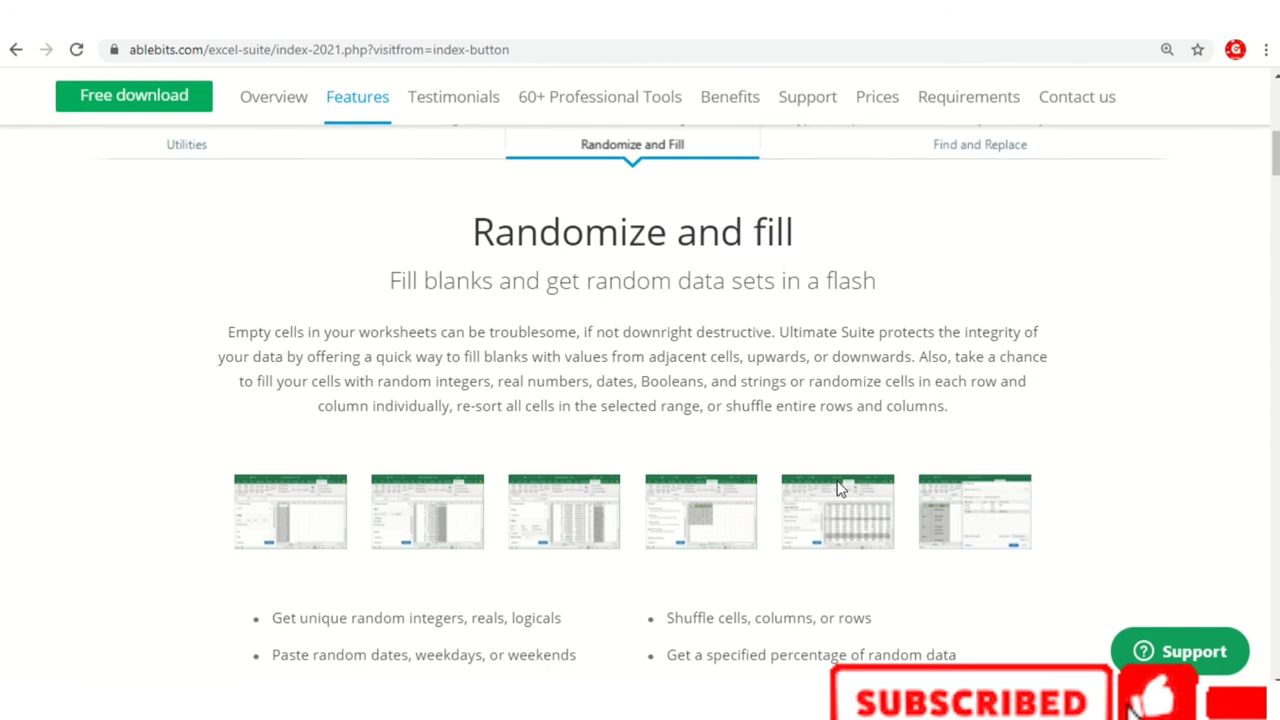 ablebits.com/excel-suite/index-2021.php?visitfrom=index-button
G
Free download Overview Features Testimonials 60+ Professional Tools Benefits Support Prices Requirements Contact us
Utilities Randomize and Fill Find and Replace
Randomize and fill
Fill blanks and get random data sets in a flash
Empty cells in your worksheets can be troublesome, if not downright destructive. Ultimate Suite protects the integrity of
your data by offering a quick way to fill blanks with values from adjacent cells, upwards, or downwards. Also, take a chance
to fill your cells with random integers, real numbers, dates, Booleans, and strings or randomize cells in each row and
column individually, re-sort all cells in the selected range, or shuffle entire rows and columns.
• Get unique random integers, reals, logicals
• Shuffle cells, columns, or rows
• Paste random dates, weekdays, or weekends
• Get a specified percentage of random data
? Support
SUBSCRIBED